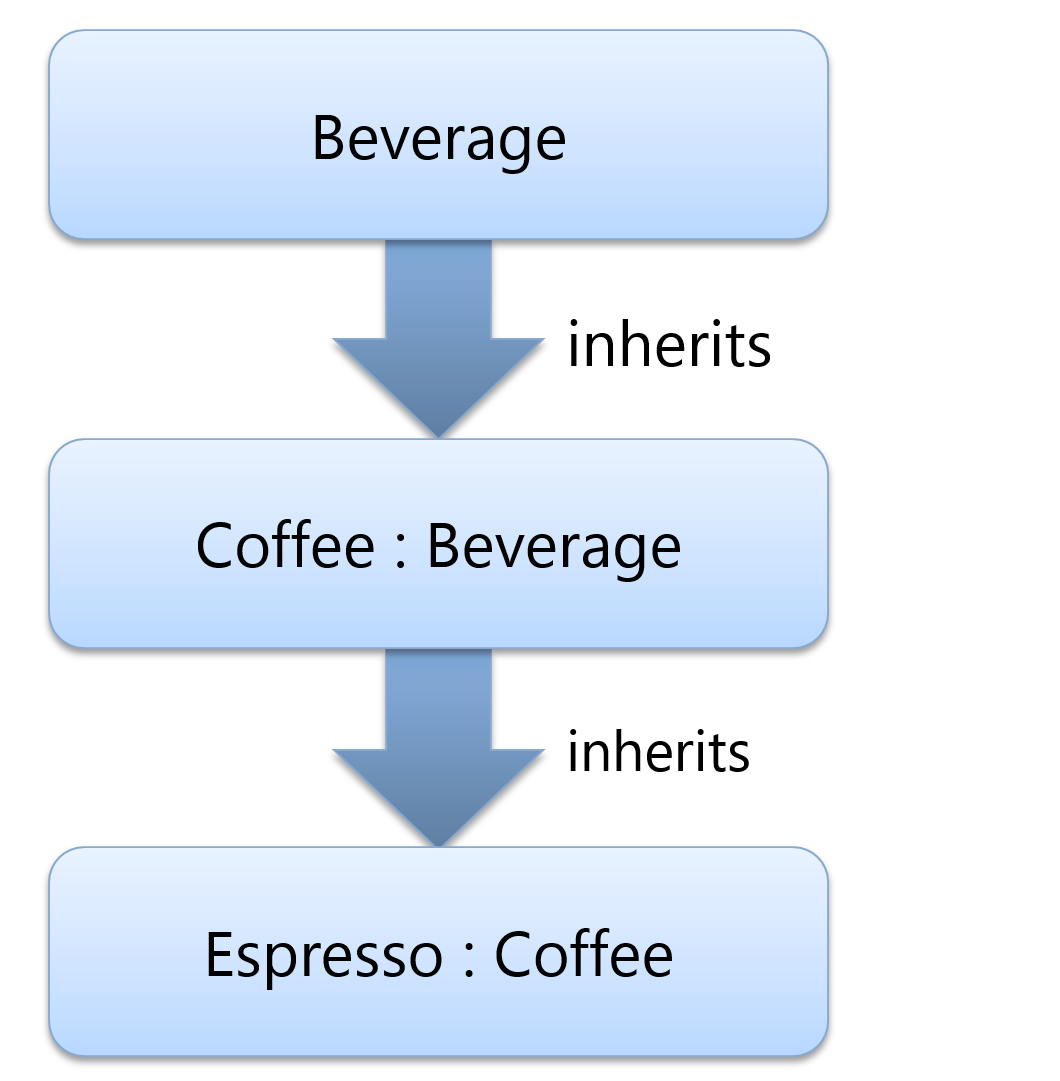 Beverage
inherits
Coffee : Beverage
inherits
Espresso : Coffee